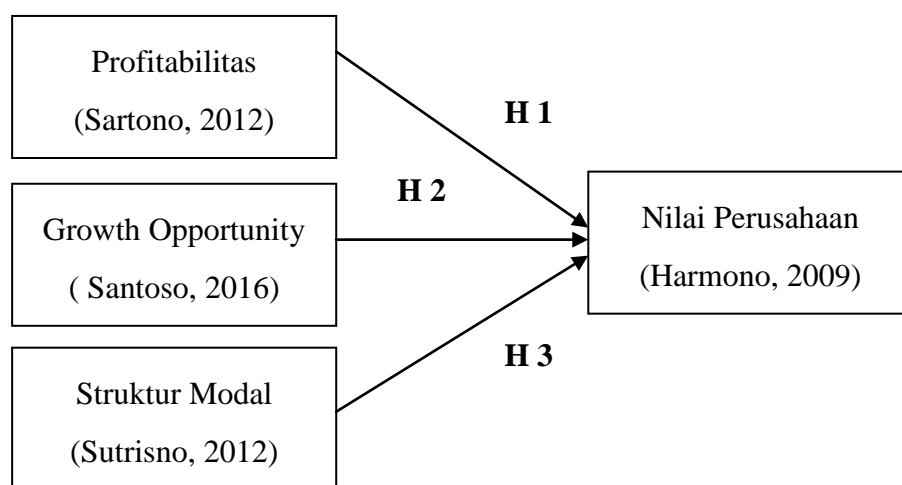 Profitabilitas
(Sartono, 2012)
H 1
H 2
Growth Opportunity
( Santoso, 2016)
Nilai Perusahaan
(Harmono, 2009)
H 3
Struktur Modal
(Sutrisno, 2012)